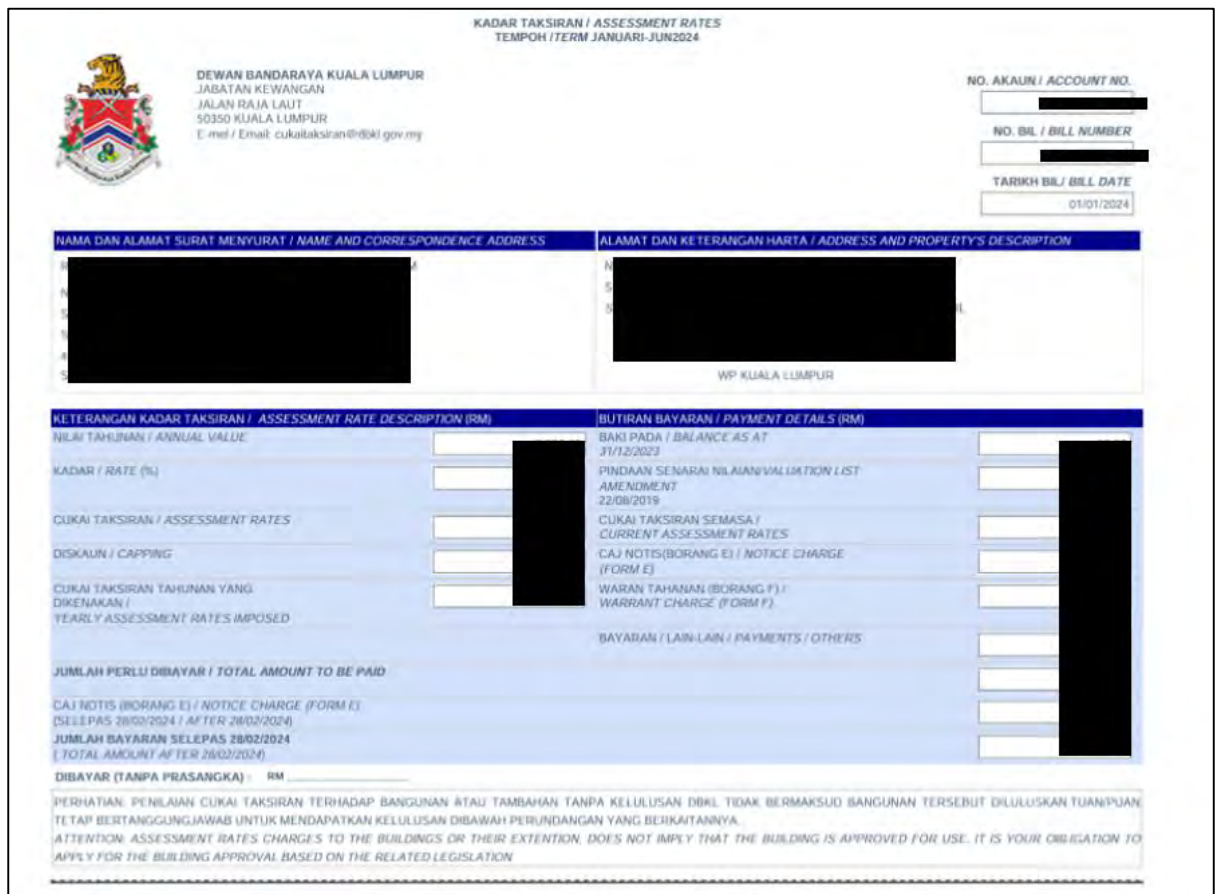 KADAR TAKSIRAN / ASSESSMENT RATES
TEMPOH /TERM JANUARI-JUN2024
DEWAN BANDARAYA KUALA LUMPUR
JABATAN KEWANGAN
JALAN RAJA LAUT
50350 KUALA LUMPUR
E-mel / Email: cukaitaksiran@dbkl.gov.my
NO. AKAUN / ACCOUNT NO.
NO. BIL / BILL NUMBER
TARIKH BIL/ BILL DATE
01/01/2024
NAMA DAN ALAMAT SURAT MENYURAT / NAME AND CORRESPONDENCE ADDRESS
ALAMAT DAN KETERANGAN HARTA / ADDRESS AND PROPERTY'S DESCRIPTION
WP KUALA LUMPUR
KETERANGAN KADAR TAKSIRAN / ASSESSMENT RATE DESCRIPTION (RM)
NILAI TAHUNAN / ANNUAL VALUE
KADAR / RATE (%)
CUKAI TAKSIRAN / ASSESSMENT RATES
DISKAUN / CAPPING
CUKAI TAKSIRAN TAHUNAN YANG
DIKENAKAN /
YEARLY ASSESSMENT RATES IMPOSED
BUTIRAN BAYARAN / PAYMENT DETAILS (RM)
BAKI PADA / BALANCE AS AT
31/12/2023
PINDAAN SENARAI NILAIAN/VALUATION LIST
AMENDMENT
22/08/2019
CUKAI TAKSIRAN SEMASA /
CURRENT ASSESSMENT RATES
CAJ NOTIS(BORANG E) / NOTICE CHARGE
(FORM E)
WARAN TAHANAN (BORANG F) /
WARRANT CHARGE (FORM F)
BAYARAN / LAIN-LAIN / PAYMENTS / OTHERS
JUMLAH PERLU DIBAYAR / TOTAL AMOUNT TO BE PAID
CAJ NOTIS (BORANG E) / NOTICE CHARGE (FORM E)
(SELEPAS 28/02/2024 / AFTER 28/02/2024)
JUMLAH BAYARAN SELEPAS 28/02/2024
( TOTAL AMOUNT AFTER 28/02/2024)
DIBAYAR (TANPA PRASANGKA) : RM
PERHATIAN: PENILAIAN CUKAI TAKSIRAN TERHADAP BANGUNAN ATAU TAMBAHAN TANPA KELULUSAN DBKL TIDAK BERMAKSUD BANGUNAN TERSEBUT DILULUSKAN.TUAN/PUAN
TETAP BERTANGGUNGJAWAB UNTUK MENDAPATKAN KELULUSAN DIBAWAH PERUNDANGAN YANG BERKAITANNYA.
ATTENTION: ASSESSMENT RATES CHARGES TO THE BUILDINGS OR THEIR EXTENTION, DOES NOT IMPLY THAT THE BUILDING IS APPROVED FOR USE. IT IS YOUR OBLIGATION TO
APPLY FOR THE BUILDING APPROVAL BASED ON THE RELATED LEGISLATION